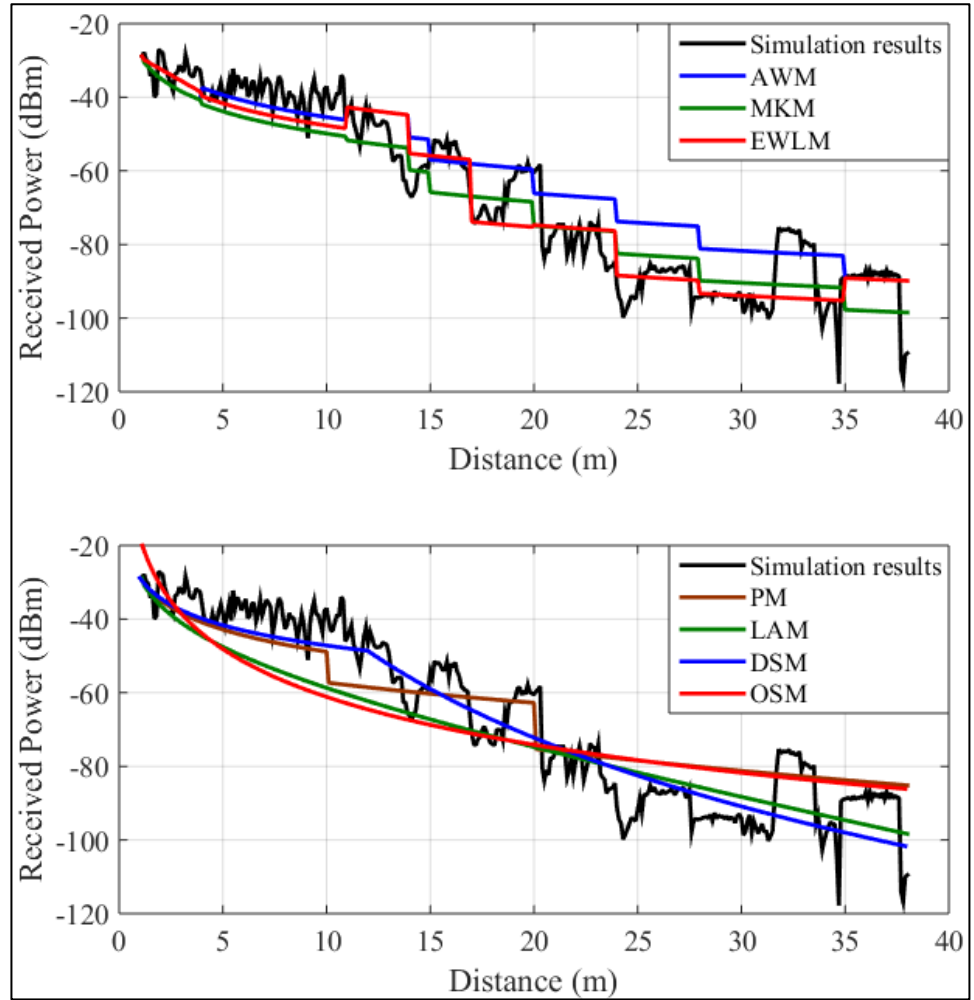 -20
-40
-60
-80
-100
-120
Received Power (dBm)
Simulation results
AWM
MKM
EWLM
0 5 10 15 20 25 30 35 40
Distance (m)
-20
-40
-60
-80
-100
-120
Received Power (dBm)
Simulation results
PM
LAM
DSM
OSM
0 5 10 15 20 25 30 35 40
Distance (m)